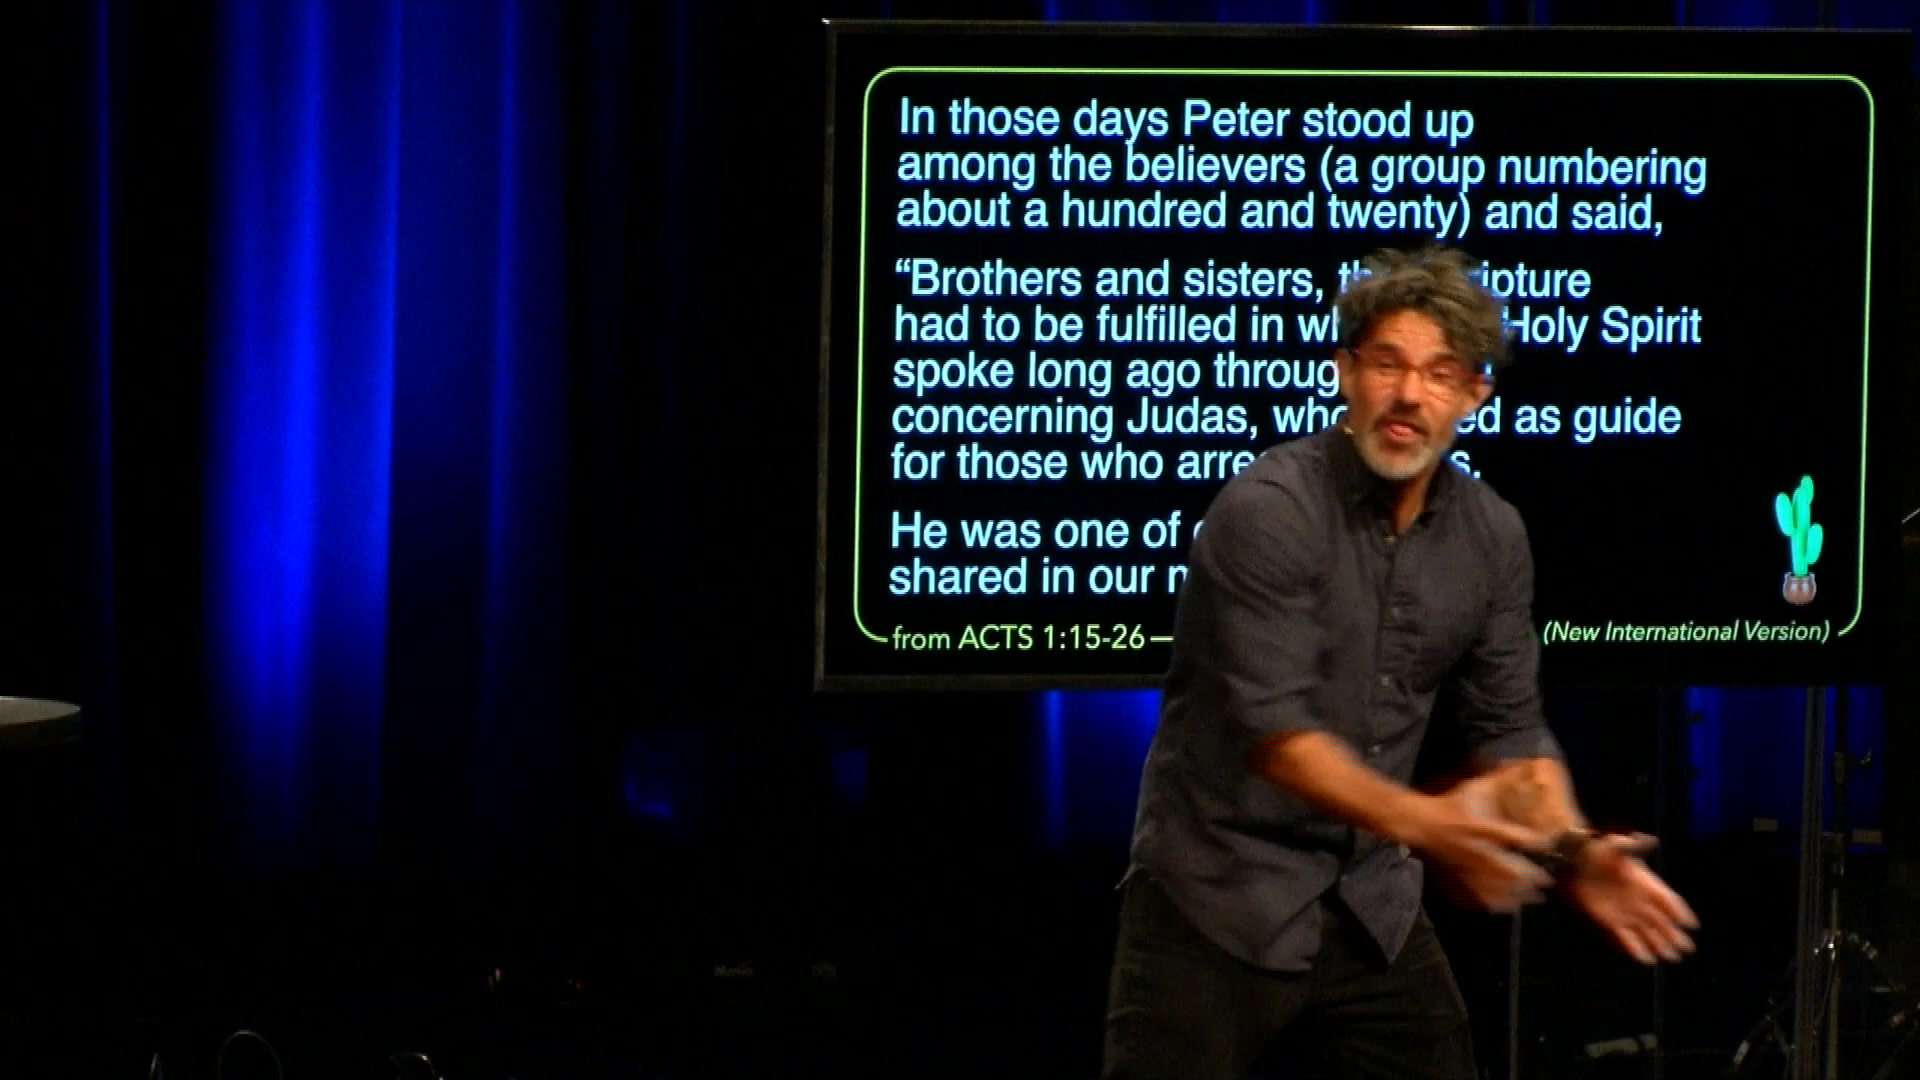 In those days Peter stood up
among the believers (a group numbering
about a hundred and twenty) and said,
“Brothers and sisters,
had to be fulfilled in Holy Spirit
spoke long ago
concerning Judas, as guide
for those who
He was one of
shared in our
from ACTS 1:15-26
(New International Version)